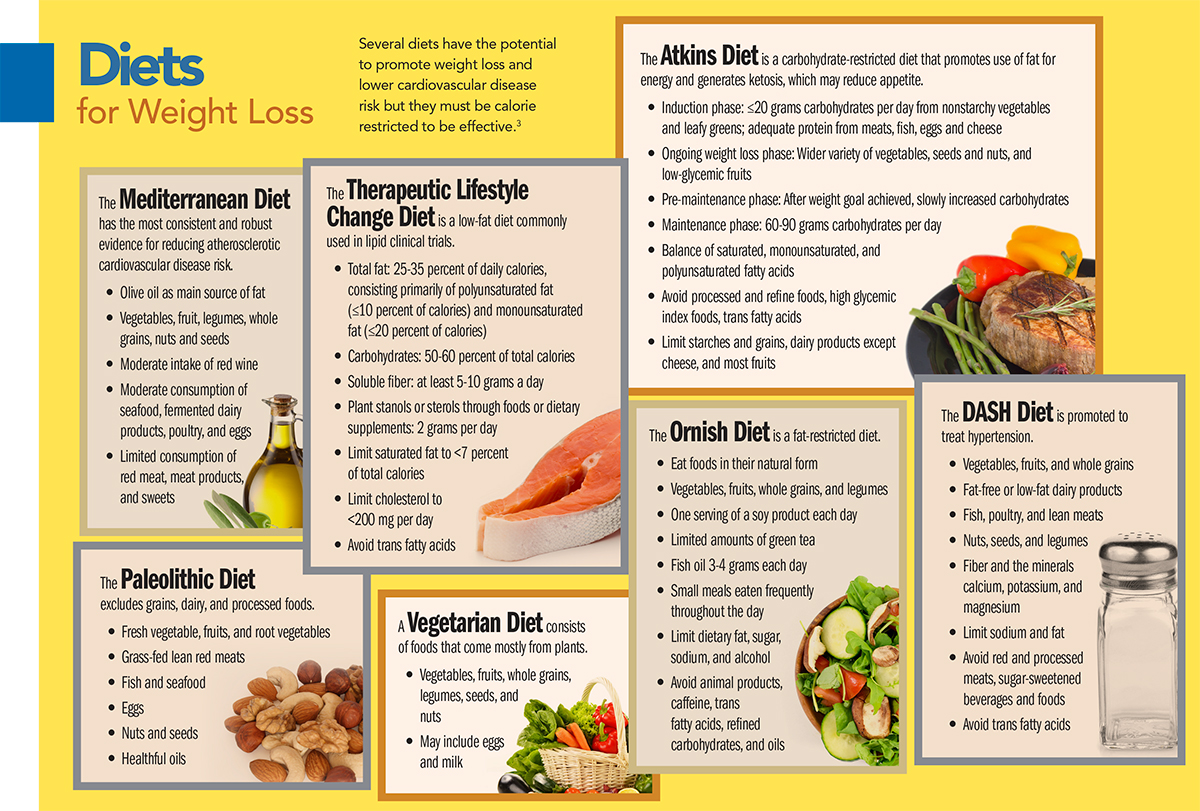 Diets
for Weight Loss
Several diets have the potential
to promote weight loss and
lower cardiovascular disease
risk but they must be calorie
restricted to be effective.3
The Atkins Diet is a carbohydrate-restricted diet that promotes use of fat for
energy and generates ketosis, which may reduce appetite.
• Induction phase: ≤20 grams carbohydrates per day from nonstarchy vegetables
and leafy greens; adequate protein from meats, fish, eggs and cheese
• Ongoing weight loss phase: Wider variety of vegetables, seeds and nuts, and
low-glycemic fruits
• Pre-maintenance phase: After weight goal achieved, slowly increased carbohydrates
• Maintenance phase: 60-90 grams carbohydrates per day
• Balance of saturated, monounsaturated, and
polyunsaturated fatty acids
• Avoid processed and refine foods, high glycemic
index foods, trans fatty acids
• Limit starches and grains, dairy products except
cheese, and most fruits
The Mediterranean Diet
has the most consistent and robust
evidence for reducing atherosclerotic
cardiovascular disease risk.
• Olive oil as main source of fat
• Vegetables, fruit, legumes, whole
grains, nuts and seeds
• Moderate intake of red wine
• Moderate consumption of
seafood, fermented dairy
products, poultry, and eggs
• Limited consumption of
red meat, meat products,
and sweets
The Therapeutic Lifestyle
Change Diet is a low-fat diet commonly
used in lipid clinical trials.
• Total fat: 25-35 percent of daily calories,
consisting primarily of polyunsaturated fat
(≤10 percent of calories) and monounsaturated
fat (≤20 percent of calories)
• Carbohydrates: 50-60 percent of total calories
• Soluble fiber: at least 5-10 grams a day
• Plant stanols or sterols through foods or dietary
supplements: 2 grams per day
• Limit saturated fat to <7 percent
of total calories
• Limit cholesterol to
<200 mg per day
• Avoid trans fatty acids
The Ornish Diet is a fat-restricted diet.
• Eat foods in their natural form
• Vegetables, fruits, whole grains, and legumes
• One serving of a soy product each day
• Limited amounts of green tea
• Fish oil 3-4 grams each day
• Small meals eaten frequently
throughout the day
• Limit dietary fat, sugar,
sodium, and alcohol
• Avoid animal products,
caffeine, trans
fatty acids, refined
carbohydrates, and oils
The DASH Diet is promoted to
treat hypertension.
• Vegetables, fruits, and whole grains
• Fat-free or low-fat dairy products
• Fish, poultry, and lean meats
• Nuts, seeds, and legumes
• Fiber and the minerals
calcium, potassium, and
magnesium
• Limit sodium and fat
• Avoid red and processed
meats, sugar-sweetened
beverages and foods
• Avoid trans fatty acids
The Paleolithic Diet
excludes grains, dairy, and processed foods.
• Fresh vegetable, fruits, and root vegetables
• Grass-fed lean red meats
• Fish and seafood
• Eggs
• Nuts and seeds
• Healthful oils
A Vegetarian Diet consists
of foods that come mostly from plants.
• Vegetables, fruits, whole grains,
legumes, seeds, and
nuts
• May include eggs
and milk